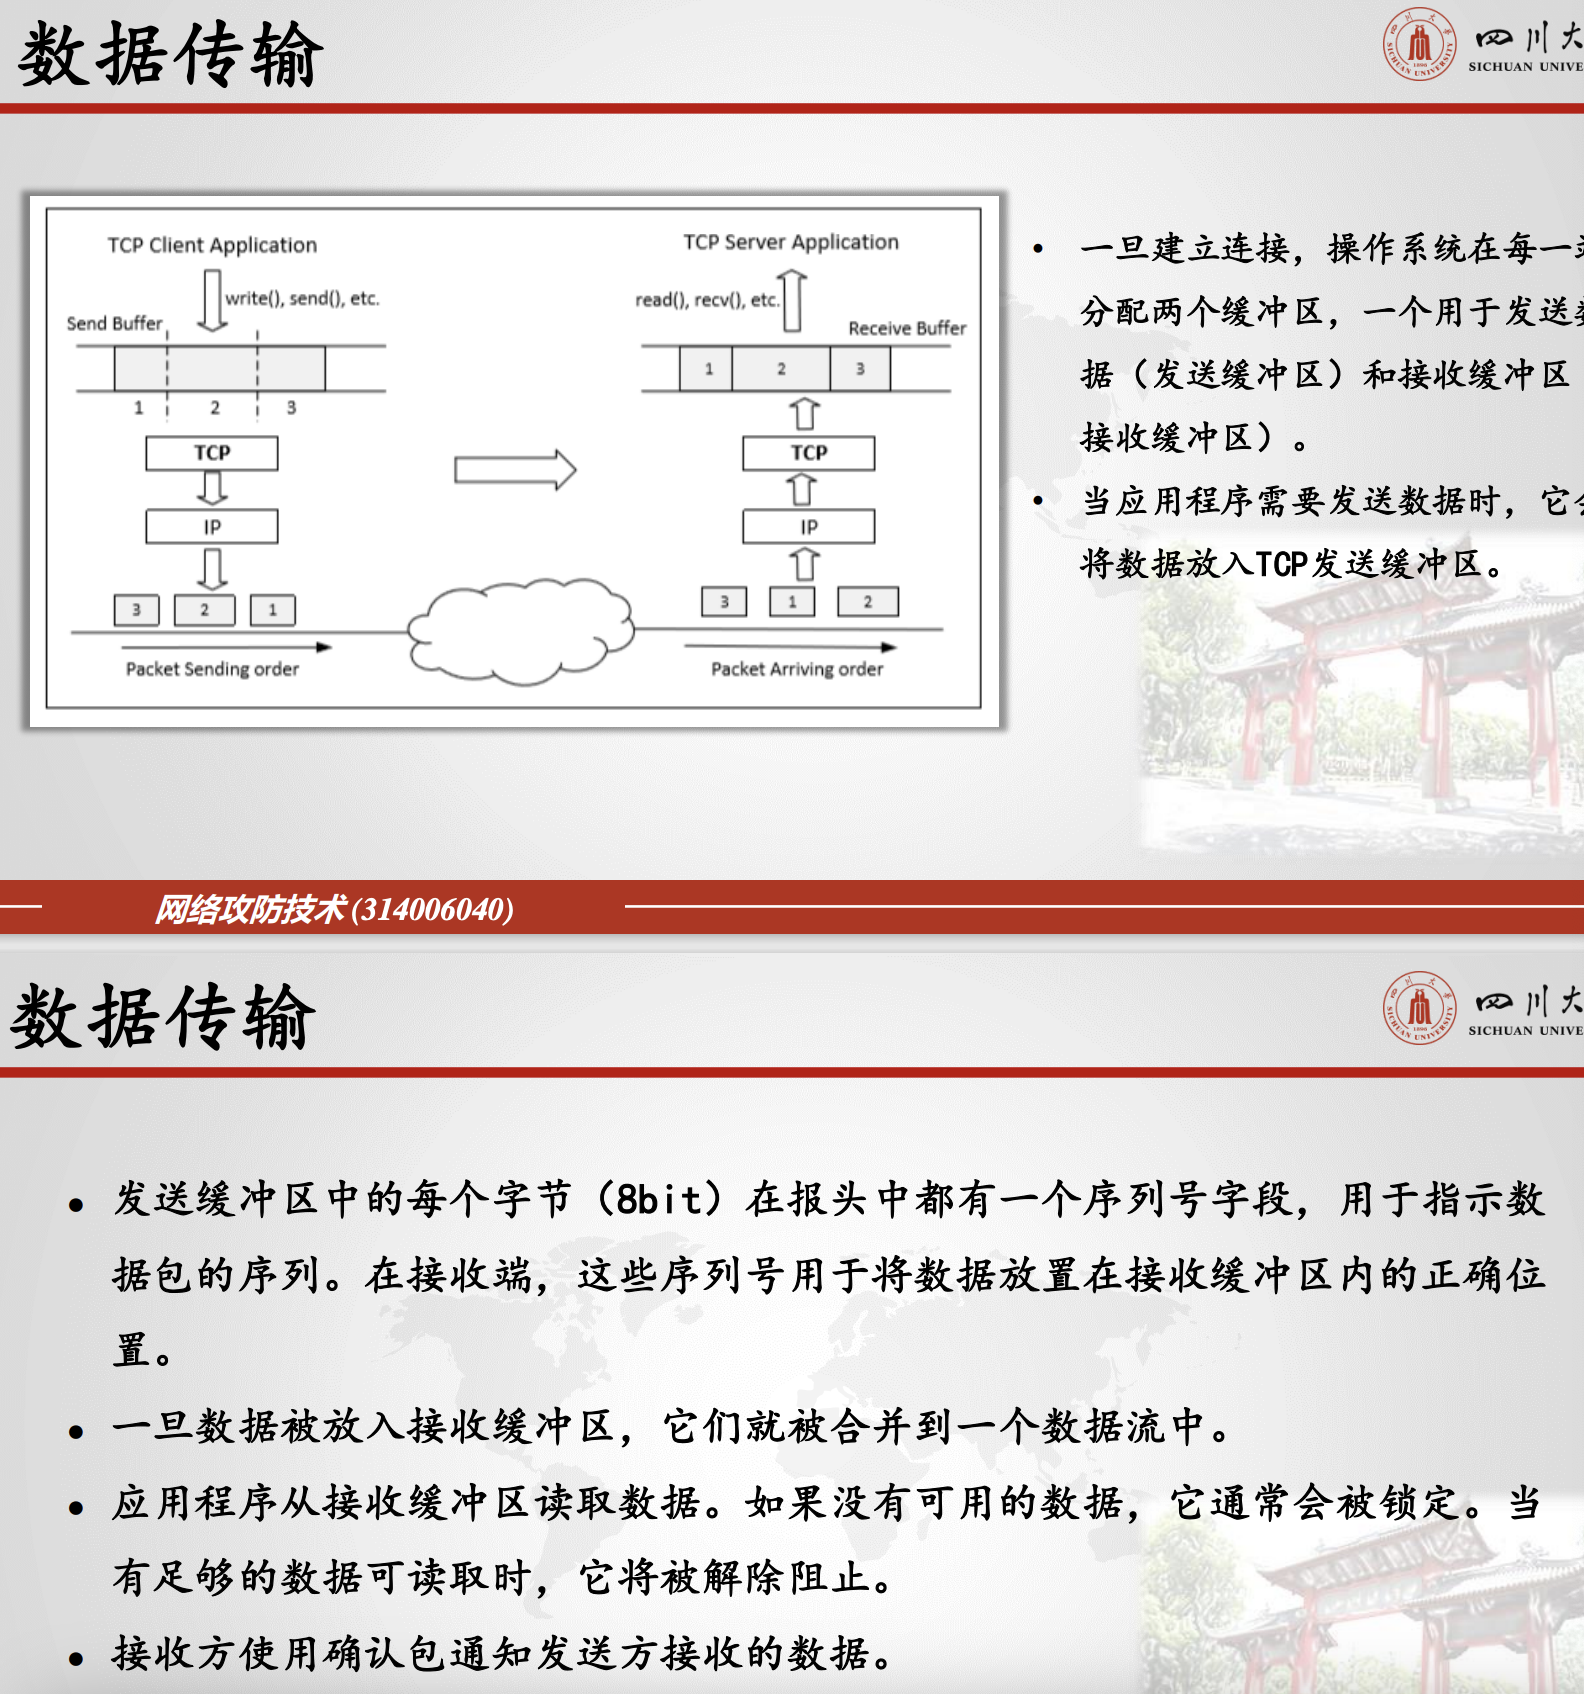 数据传输
四川大
SICHUAN UNIVE
TCP Client Application
write(), send(), etc.
Send Buffer
1 2 3
TCP
IP
3 2 1
Packet Sending order
TCP Server Application
read(), recv(), etc.
Receive Buffer
1 2 3
TCP
IP
3 1 2
Packet Arriving order
• 一旦建立连接，操作系统在每一
分配两个缓冲区，一个用于发送
据（发送缓冲区）和接收缓冲区
接收缓冲区）。
• 当应用程序需要发送数据时，它
将数据放入TCP发送缓冲区。
网络攻防技术(314006040)
数据传输
四川大
SICHUAN UNIVE
• 发送缓冲区中的每个字节（8bit）在报头中都有一个序列号字段，用于指示数
据包的序列。在接收端，这些序列号用于将数据放置在接收缓冲区内的正确位
置。
• 一旦数据被放入接收缓冲区，它们就被合并到一个数据流中。
• 应用程序从接收缓冲区读取数据。如果没有可用的数据，它通常会被锁定。当
有足够的数据可读取时，它将被解除阻止。
• 接收方使用确认包通知发送方接收的数据。